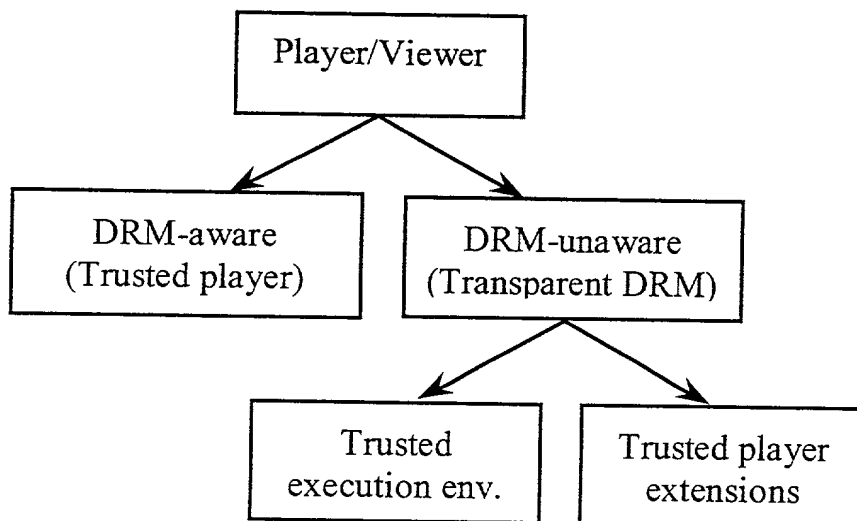 Player/Viewer
DRM-aware
(Trusted player)
DRM-unaware
(Transparent DRM)
Trusted
execution env.
Trusted player
extensions